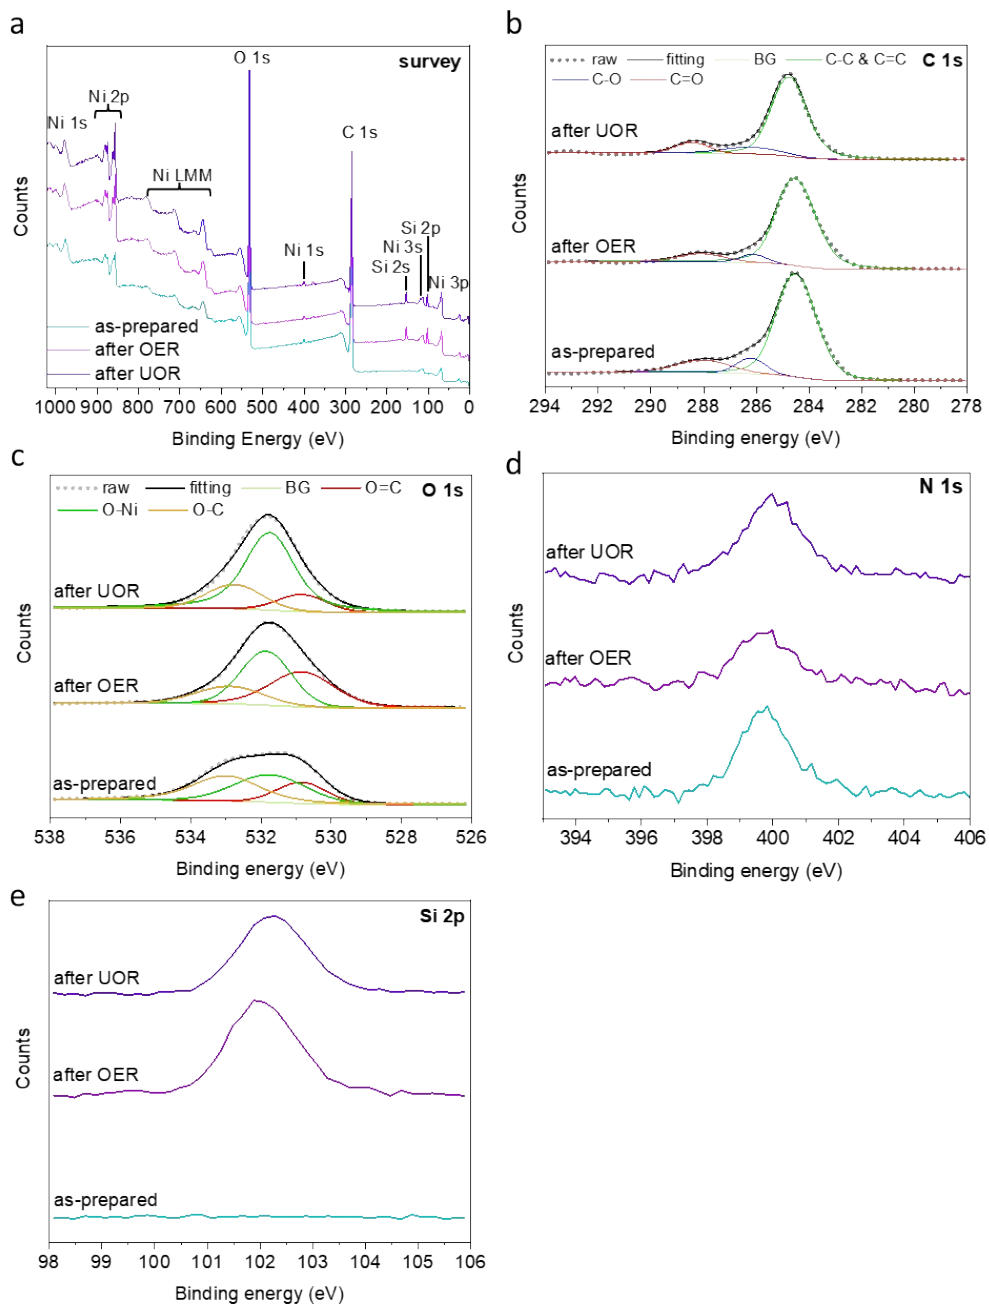 a
survey
O 1s
Ni 2p
Ni 1s
C 1s
Ni LMM
Si 2p
Ni 1s
Ni 3s
Si 2s
Ni 3p
as-prepared
after OER
after UOR
Counts
1000 900 800 700 600 500 400 300 200 100 0
Binding Energy (eV)
b
raw fitting BG C-C & C=C C 1s
C-O C=O
after UOR
after OER
as-prepared
Counts
294 292 290 288 286 284 282 280 278
Binding energy (eV)
c
raw fitting BG O=C O 1s
O-Ni O-C
after UOR
after OER
as-prepared
Counts
538 536 534 532 530 528 526
Binding energy (eV)
d
N 1s
after UOR
after OER
as-prepared
Counts
394 396 398 400 402 404 406
Binding energy (eV)
e
Si 2p
after UOR
after OER
as-prepared
Counts
98 99 100 101 102 103 104 105 106
Binding energy (eV)